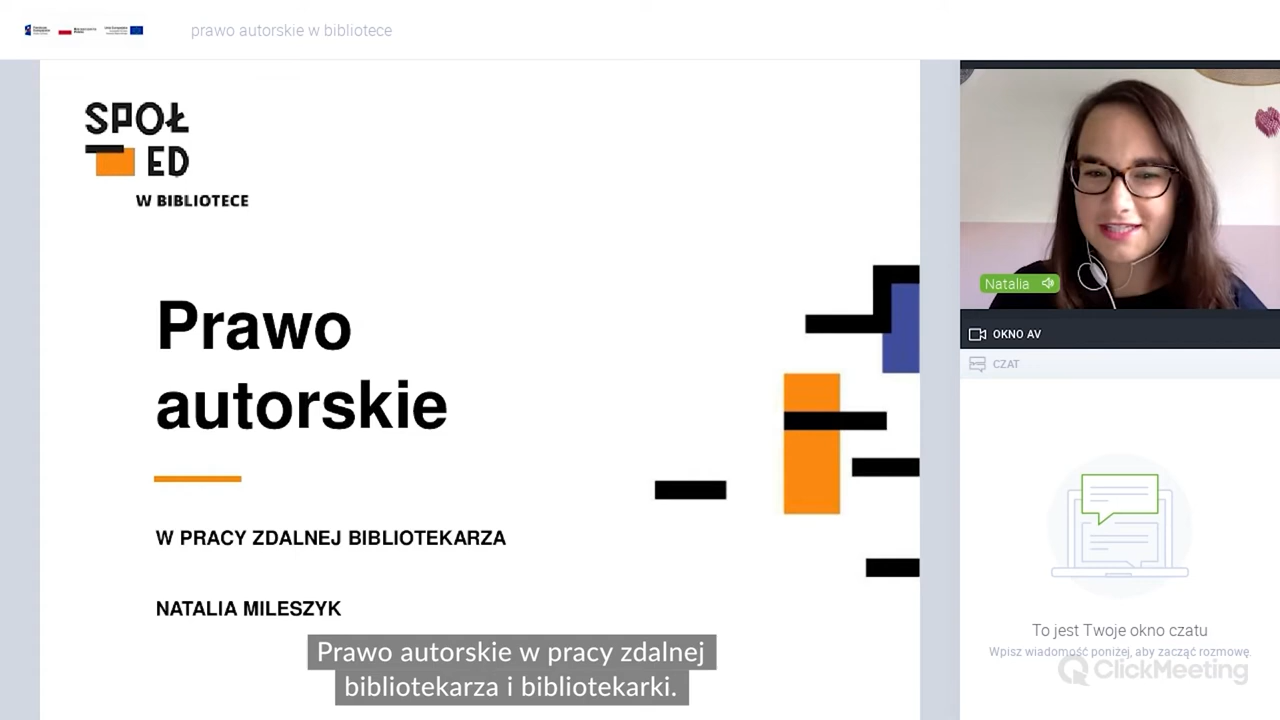 prawo autorskie w bibliotece
SPOŁ
ED
W BIBLIOTECE
Prawo
autorskie
W PRACY ZDALNEJ BIBLIOTEKARZA
NATALIA MILESZYK
Prawo autorskie w pracy zdalnej
bibliotekarza i bibliotekarki.
Natalia
OKNO AV
CZAT
To jest Twoje okno czatu
Wpisz wiadomość poniżej, aby zacząć rozmowę.
ClickMeeting